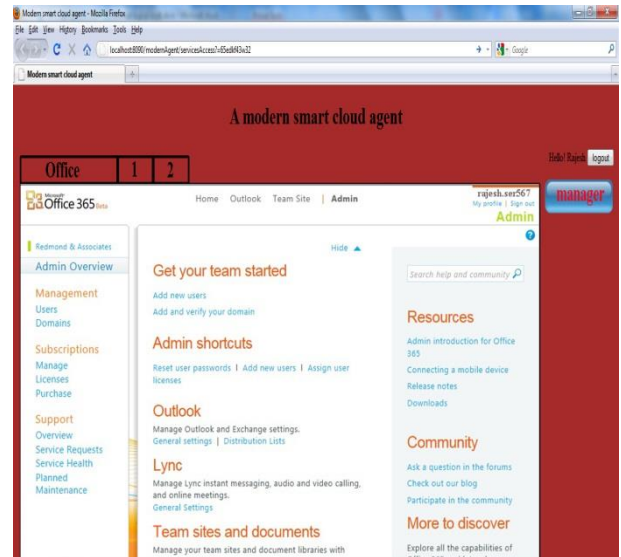 Modern smart cloud agent - Mozilla Firefox
File Edit View History Bookmarks Tools Help
Google
Modern smart cloud agent
A modern smart cloud agent
Hello! Rajesh logout
Office 1 2
manager
Microsoft
Office 365 Beta
Home Outlook Team Site | Admin
rajesh.ser567
My profile | Sign out
Admin
Redmond & Associates
Admin Overview
Management
Users
Domains
Subscriptions
Manage
Licenses
Purchase
Support
Overview
Service Requests
Service Health
Planned
Maintenance
Hide
Get your team started
Add new users
Add and verify your domain
Admin shortcuts
Reset user passwords | Add new users | Assign user
licenses
Outlook
Manage Outlook and Exchange settings.
General settings | Distribution Lists
Lync
Manage Lync instant messaging, audio and video calling,
and online meetings.
General Settings
Team sites and documents
Manage your team sites and document libraries with
Search help and community
Resources
Admin introduction for Office
365
Connecting a mobile device
Release notes
Downloads
Community
Ask a question in the forums
Check out our blog
Participate in the community
More to discover
Explore all the capabilities of